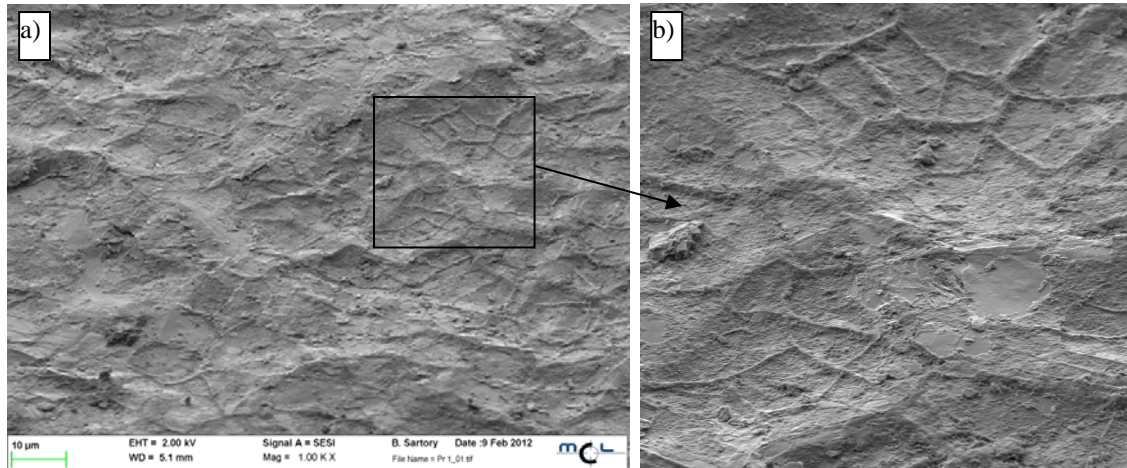 a)
b)
10 µm
EHT = 2.00 kV
WD = 5.1 mm
Signal A = SESI
Mag = 1.00 K X
B. Sartory Date :9 Feb 2012
File Name = Pr 1_01.tif
mCL